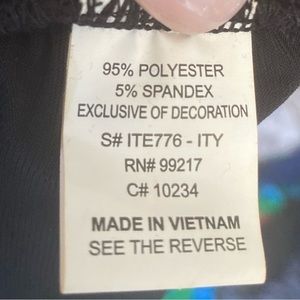 95% POLYESTER
5% SPANDEX
EXCLUSIVE OF DECORATION
S# ITE776 - ITY
RN# 99217
C# 10234
MADE IN VIETNAM
SEE THE REVERSE